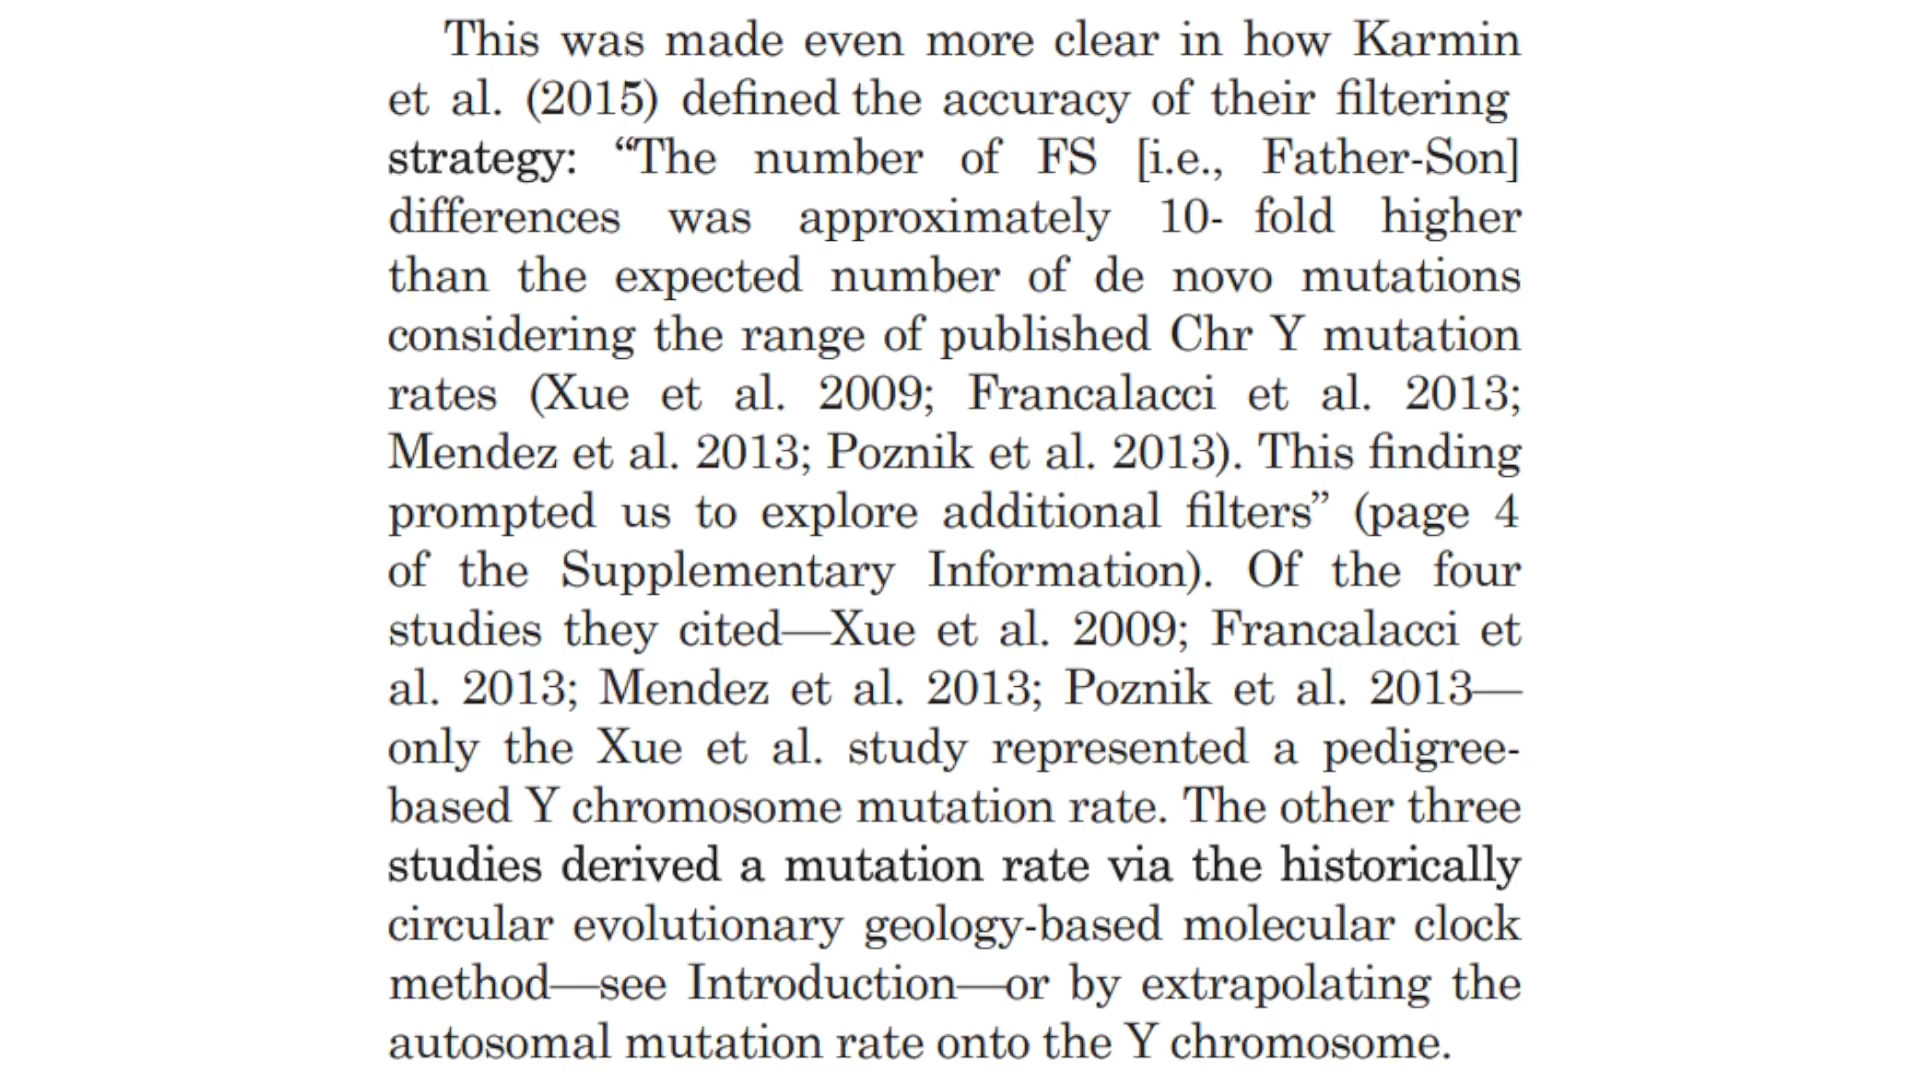 This was made even more clear in how Karmin
et al. (2015) defined the accuracy of their filtering
strategy: “The number of FS [i.e., Father-Son]
differences was approximately 10- fold higher
than the expected number of de novo mutations
considering the range of published Chr Y mutation
rates (Xue et al. 2009; Francalacci et al. 2013;
Mendez et al. 2013; Poznik et al. 2013). This finding
prompted us to explore additional filters” (page 4
of the Supplementary Information). Of the four
studies they cited—Xue et al. 2009; Francalacci et
al. 2013; Mendez et al. 2013; Poznik et al. 2013—
only the Xue et al. study represented a pedigree-
based Y chromosome mutation rate. The other three
studies derived a mutation rate via the historically
circular evolutionary geology-based molecular clock
method—see Introduction—or by extrapolating the
autosomal mutation rate onto the Y chromosome.